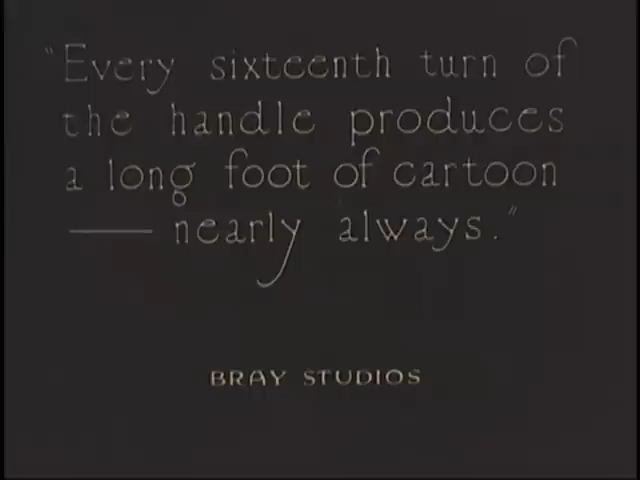 "Every sixteenth turn of
the handle produces
a long foot of cartoon
— nearly always."
BRAY STUDIOS